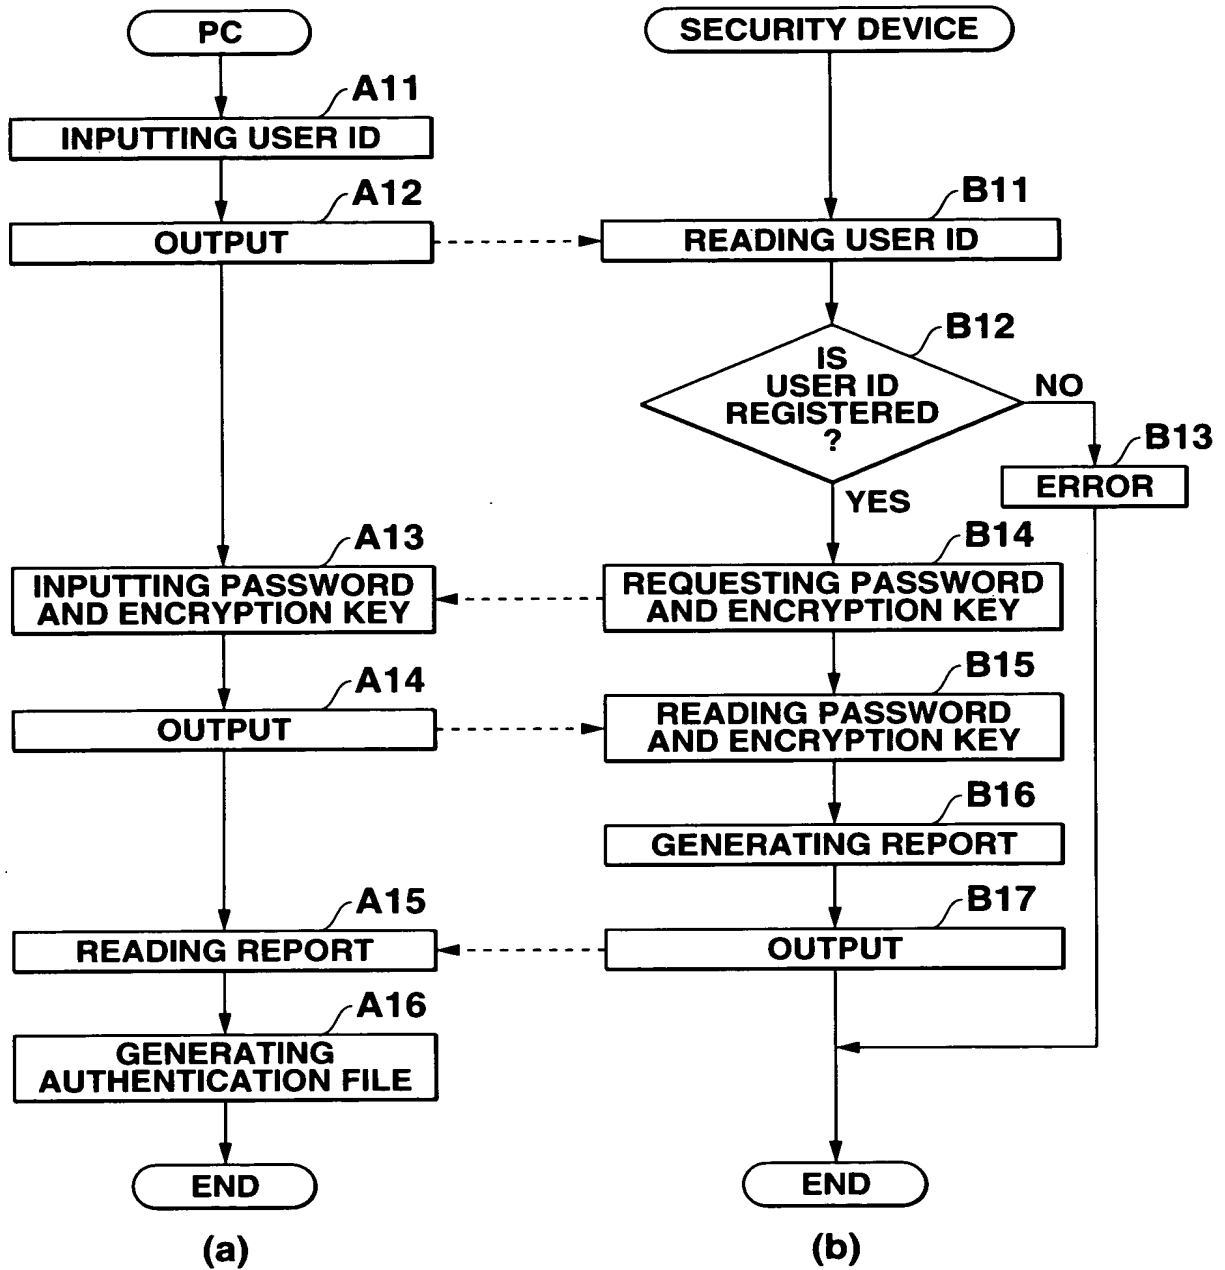 PC
A11
INPUTTING USER ID
A12
OUTPUT
A13
INPUTTING PASSWORD
AND ENCRYPTION KEY
A14
OUTPUT
A15
READING REPORT
A16
GENERATING
AUTHENTICATION FILE
END
(a)
SECURITY DEVICE
B11
READING USER ID
B12
IS
USER ID
REGISTERED
?
NO
B13
ERROR
YES
B14
REQUESTING PASSWORD
AND ENCRYPTION KEY
B15
READING PASSWORD
AND ENCRYPTION KEY
B16
GENERATING REPORT
B17
OUTPUT
END
(b)